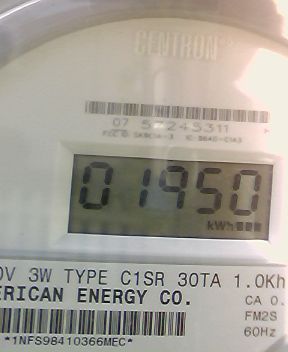 CENTRON
07 57245311
01950
kWh
0V 3W TYPE C1SR 30TA 1.0Kh
ERICAN ENERGY CO.
CA 0.
FM2S
60Hz
*1NFS98410366MEC*